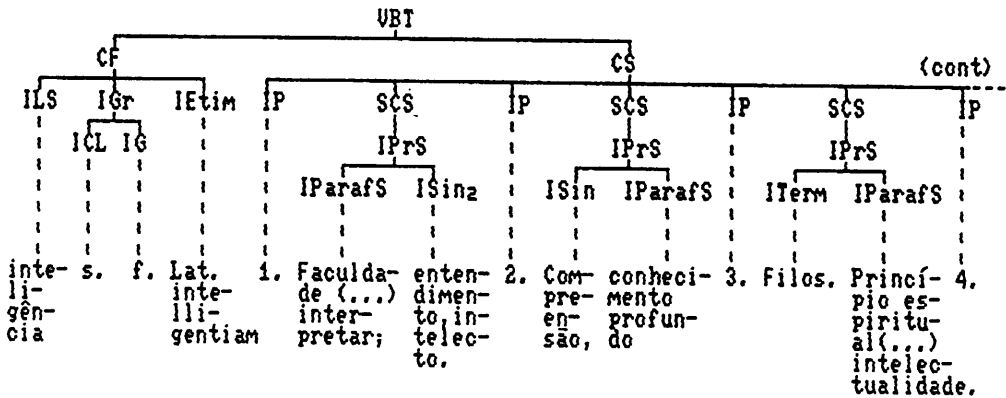 VBT
CF CS (cont)
ILS IGr IEtim IP SCS IP SCS IP SCS IP
ICL IG IPrS IPrS IPrS
IParafS ISin2 ISin IParafS ITerm IParafS
inte- s. f. Lat. 1. Faculda- enten- 2. Com- conheci- 3. Filos. Princí- 4.
li- inte- de (...) dimen- pre- mento pio es-
gên- lli- inter- to,in- en- profun- piritu-
cia gentiam pretar; telec- são, do al(...)
to. intelec-
tualidade.